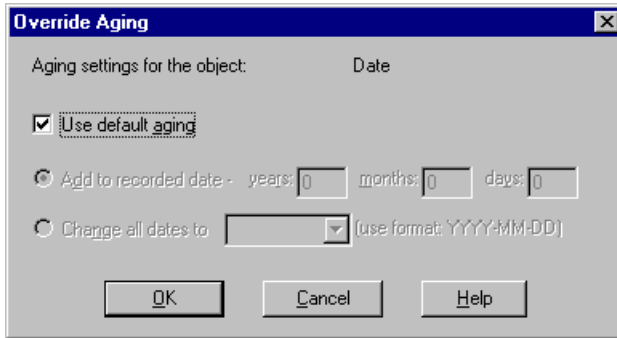 Override Aging
Aging settings for the object: Date
Use default aging
Add to recorded date - years: 0 months: 0 days: 0
Change all dates to (use format: YYYY-MM-DD)
OK Cancel Help